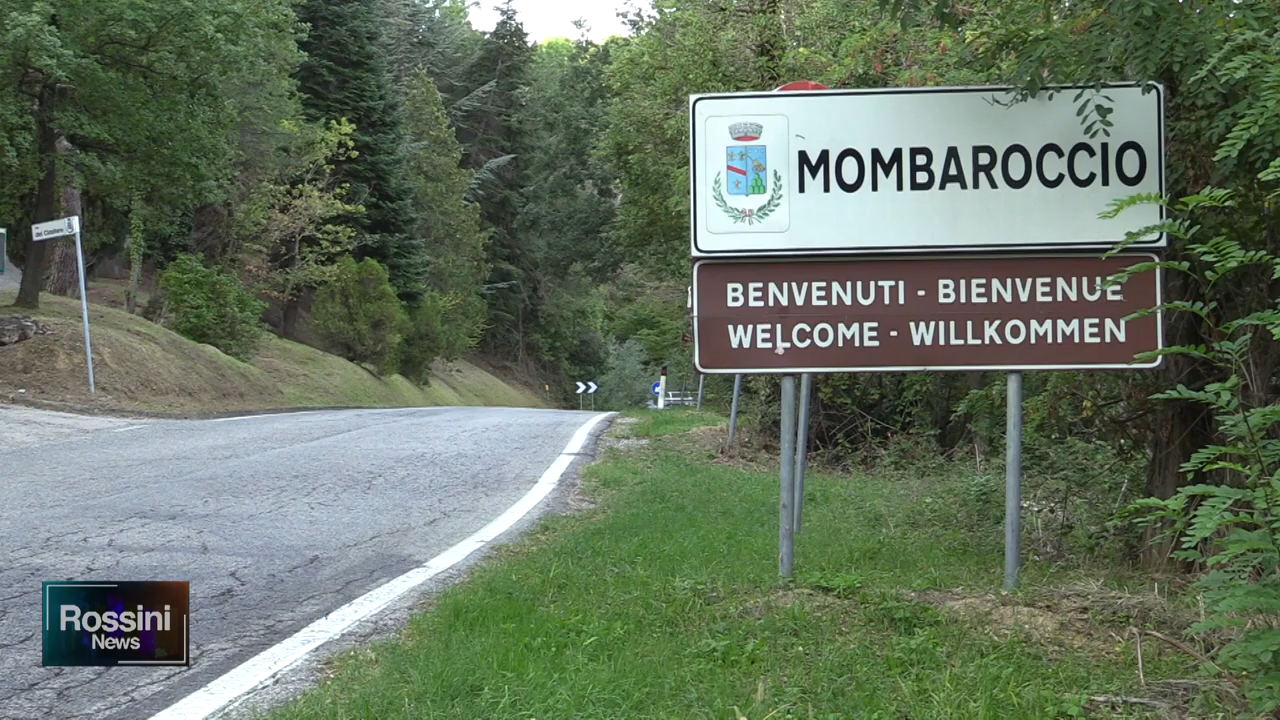 MOMBAROCCIO
BENVENUTI - BIENVENUE
WELCOME - WILLKOMMEN
Rossini
News